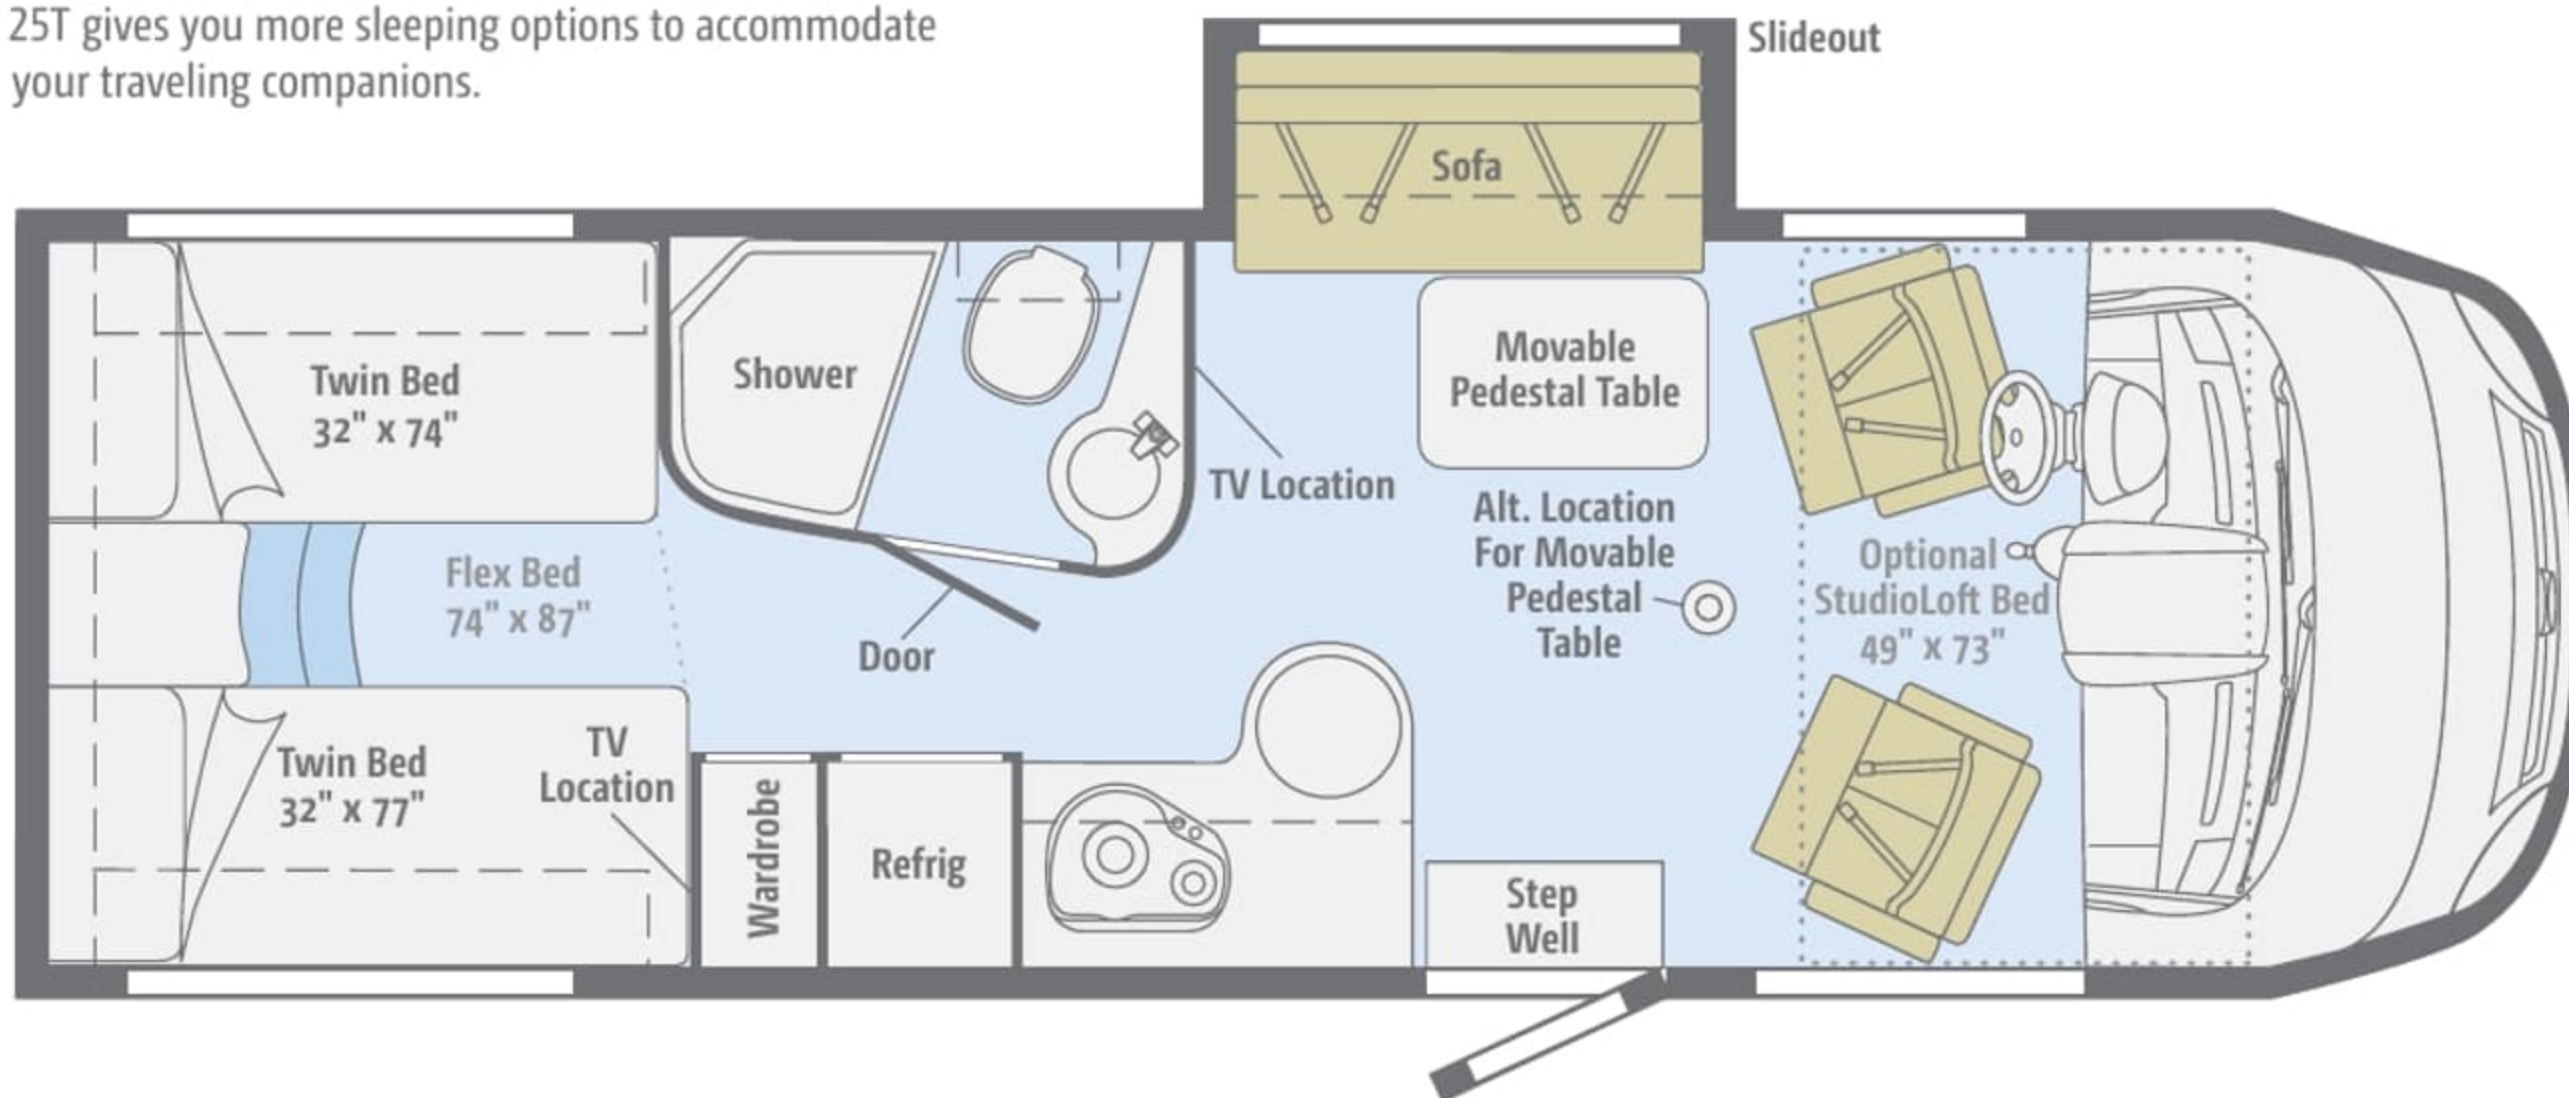 25T gives you more sleeping options to accommodate
your traveling companions.
Slideout
Sofa
Twin Bed
32" x 74"
Shower
Movable
Pedestal Table
TV Location
Alt. Location
For Movable
Pedestal
Table
Flex Bed
74" x 87"
Door
Optional
StudioLoft Bed
49" x 73"
Twin Bed
32" x 77"
TV
Location
Wardrobe
Refrig
Step
Well